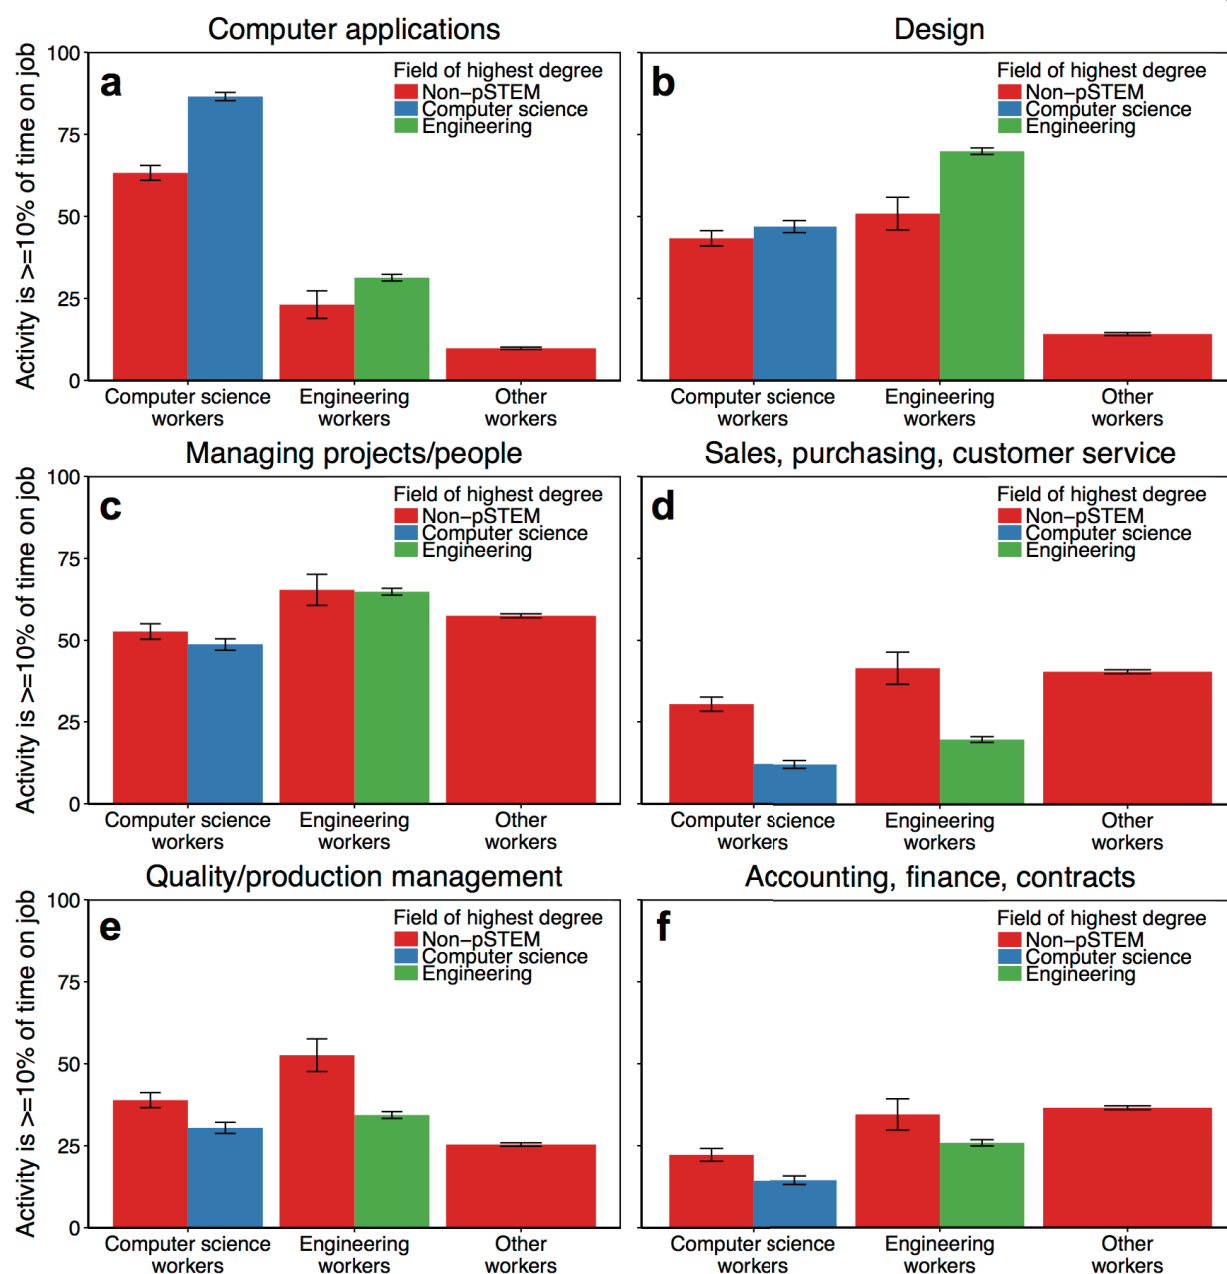 Computer applications
Activity is >=10% of time on job
100
75
50
25
0
a
Field of highest degree
Non-pSTEM
Computer science
Engineering
Computer science workers
Engineering workers
Other workers
Design
b
Field of highest degree
Non-pSTEM
Computer science
Engineering
Computer science workers
Engineering workers
Other workers
Managing projects/people
Activity is >=10% of time on job
100
75
50
25
0
c
Field of highest degree
Non-pSTEM
Computer science
Engineering
Computer science workers
Engineering workers
Other workers
Sales, purchasing, customer service
d
Field of highest degree
Non-pSTEM
Computer science
Engineering
Computer science workers
Engineering workers
Other workers
Quality/production management
Activity is >=10% of time on job
100
75
50
25
0
e
Field of highest degree
Non-pSTEM
Computer science
Engineering
Computer science workers
Engineering workers
Other workers
Accounting, finance, contracts
f
Field of highest degree
Non-pSTEM
Computer science
Engineering
Computer science workers
Engineering workers
Other workers